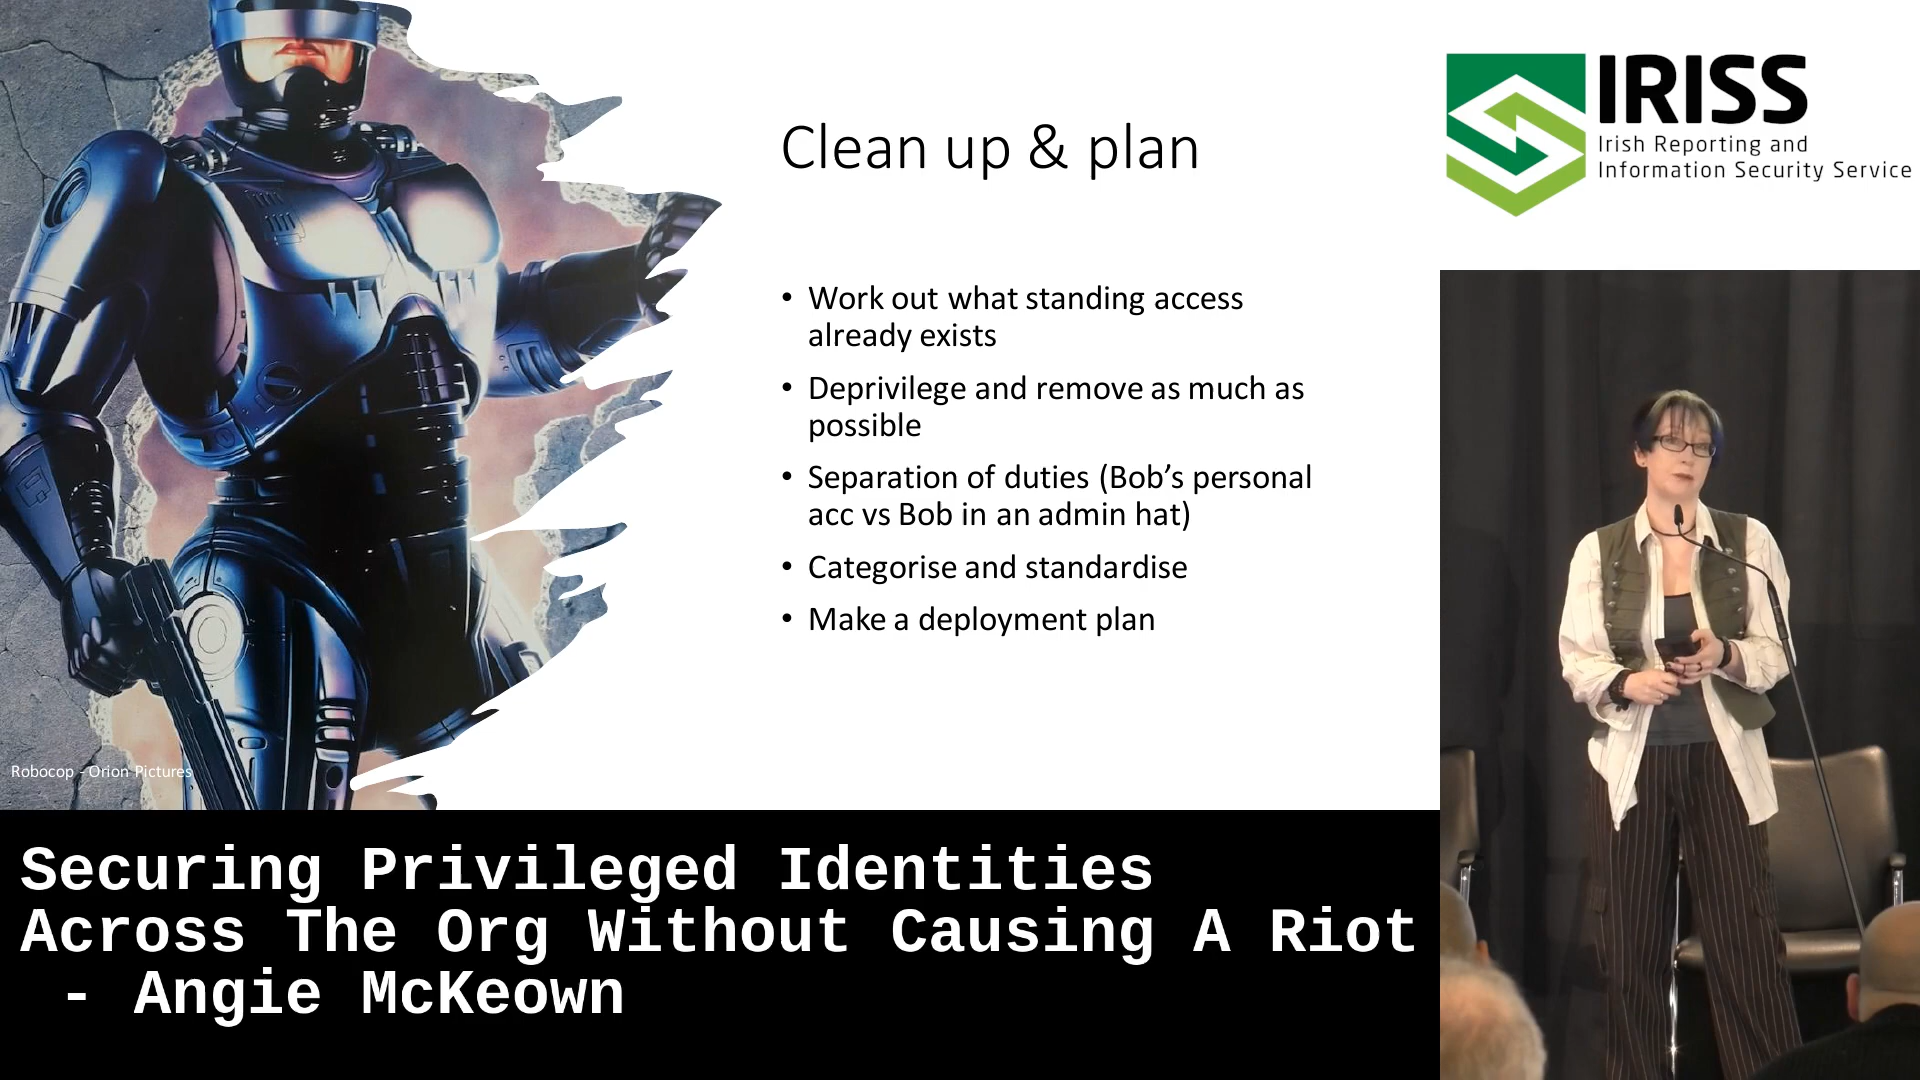 Clean up & plan
• Work out what standing access
already exists
• Deprivilege and remove as much as
possible
• Separation of duties (Bob’s personal
acc vs Bob in an admin hat)
• Categorise and standardise
• Make a deployment plan
Robocop - Orion Pictures
IRISS
Irish Reporting and
Information Security Service
Securing Privileged Identities
Across The Org Without Causing A Riot
- Angie McKeown